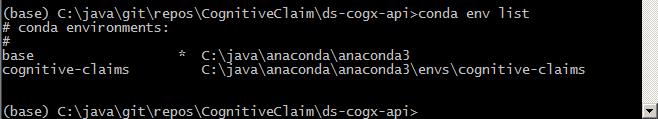 (base) C:\java\git\repos\CognitiveClaim\ds-cogx-api>conda env list
# conda environments:
#
base                  *  C:\java\anaconda\anaconda3
cognitive-claims         C:\java\anaconda\anaconda3\envs\cognitive-claims
(base) C:\java\git\repos\CognitiveClaim\ds-cogx-api>